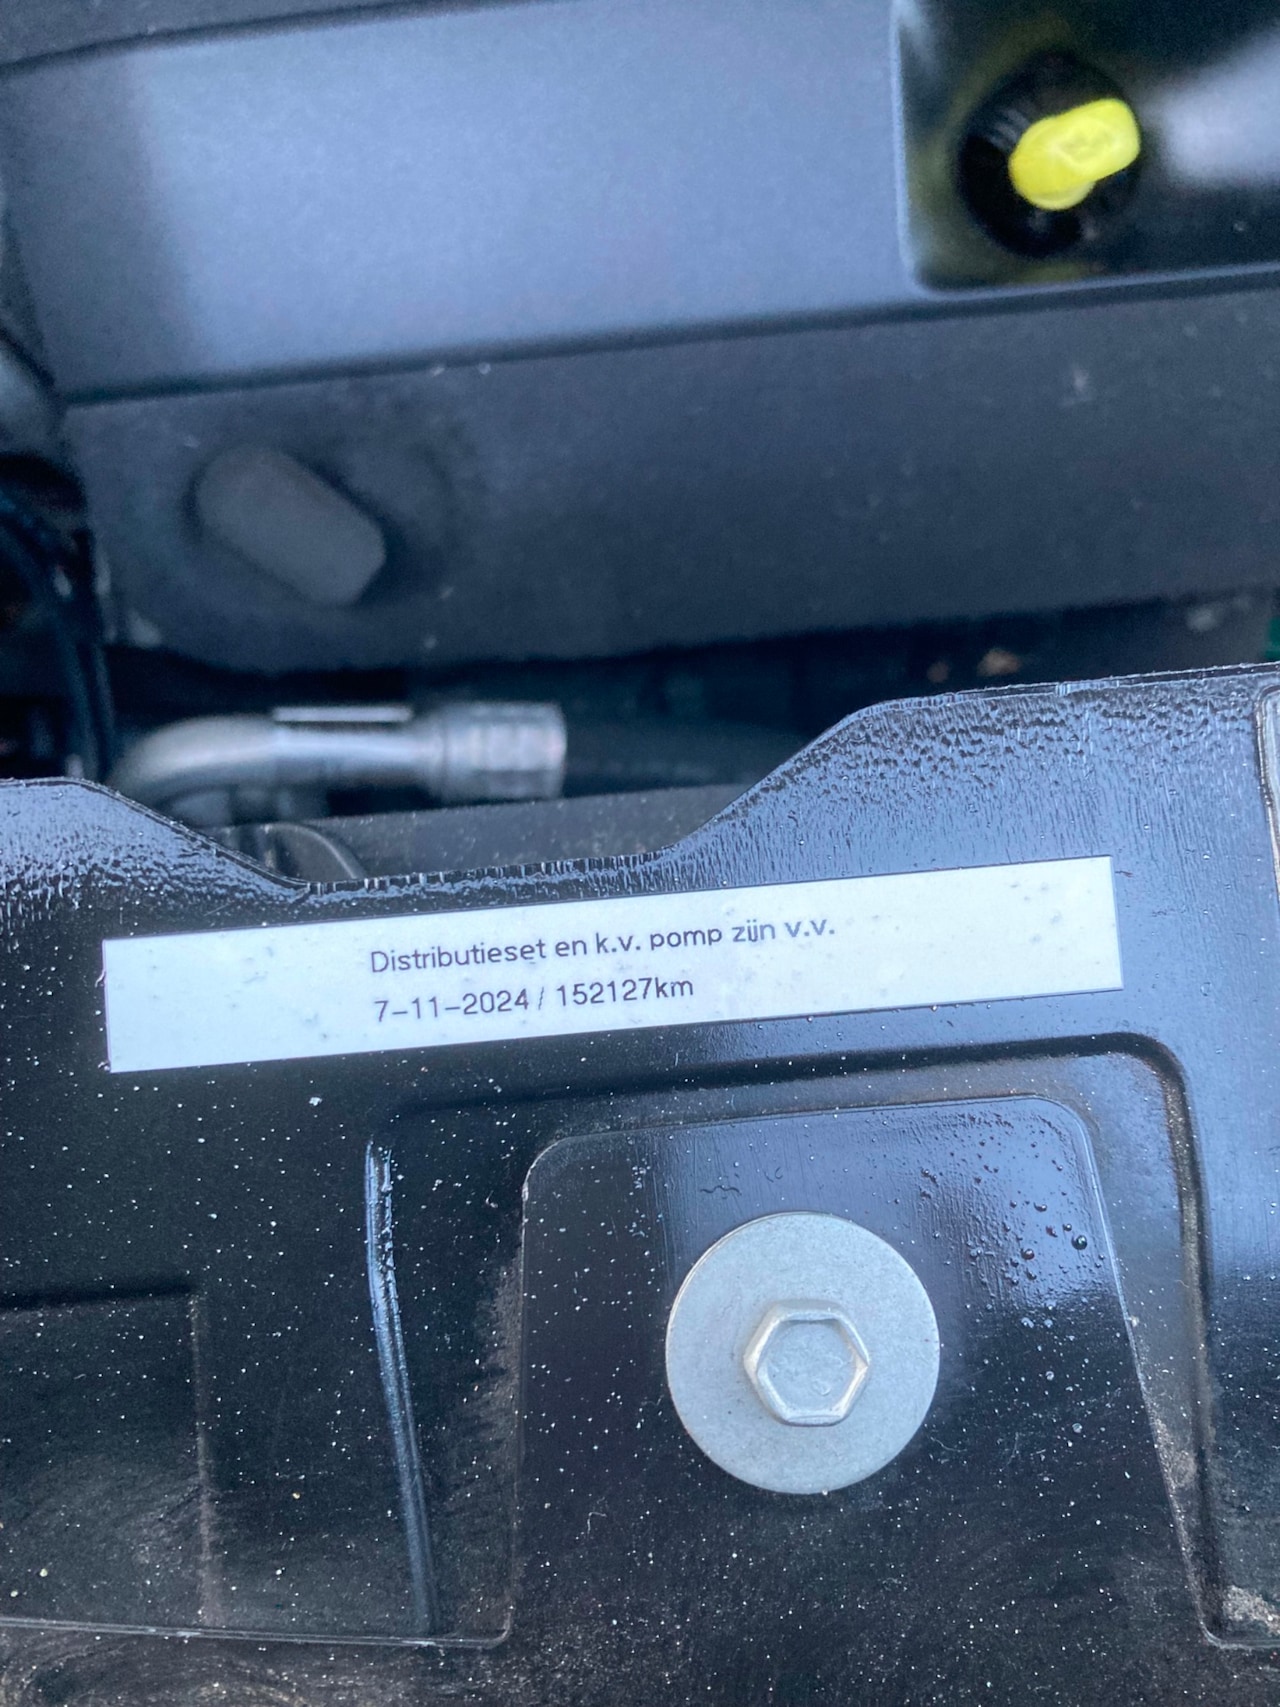 Distributieset en k.v. pomp zijn v.v.
7-11-2024 / 152127km